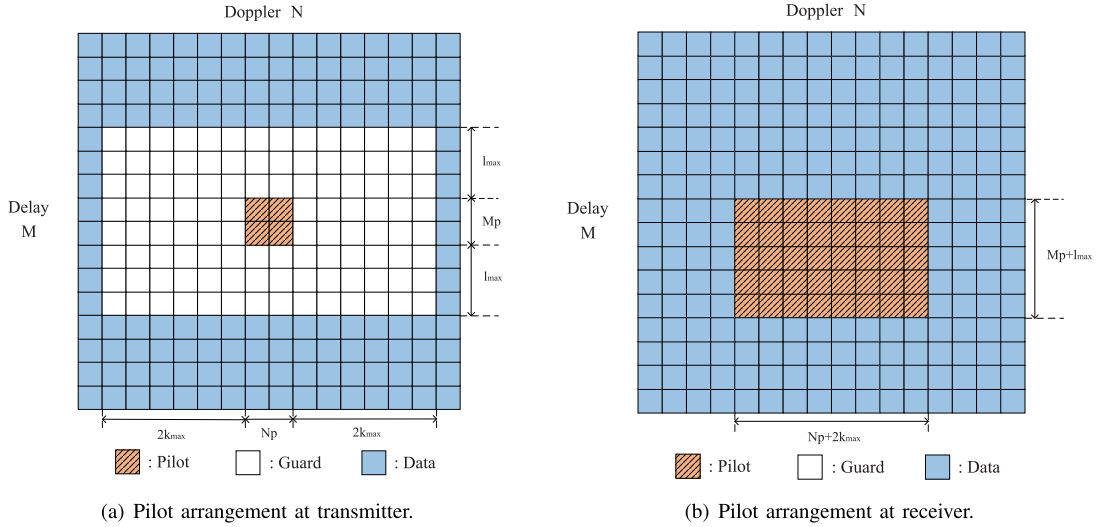 Doppler N
Delay
M
lmax
Mp
lmax
2kmax
Np
2kmax
: Pilot
: Guard
: Data
(a) Pilot arrangement at transmitter.
Doppler N
Delay
M
Mp+lmax
Np+2kmax
: Pilot
: Guard
: Data
(b) Pilot arrangement at receiver.